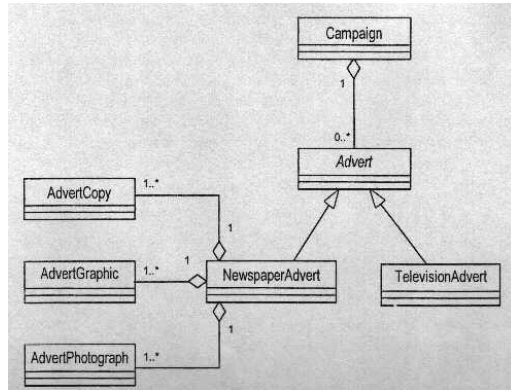 Campaign
1
0..*
Advert
1..*
AdvertCopy
1
1
AdvertGraphic
1..*
NewspaperAdvert
TelevisionAdvert
1
AdvertPhotograph
1..*